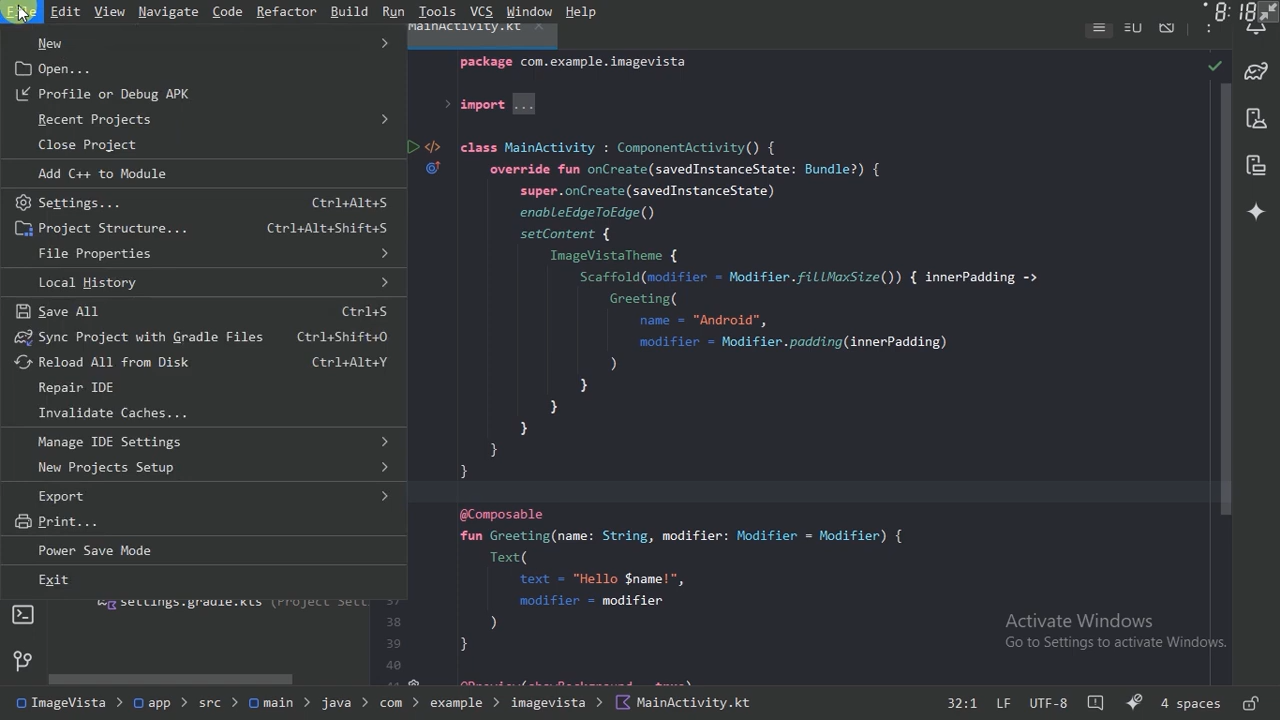 File Edit View Navigate Code Refactor Build Run Tools VCS Window Help
8:18
MainActivity.kt
New
Open...
Profile or Debug APK
Recent Projects
Close Project
Add C++ to Module
Settings... Ctrl+Alt+S
Project Structure... Ctrl+Alt+Shift+S
File Properties
Local History
Save All Ctrl+S
Sync Project with Gradle Files Ctrl+Shift+O
Reload All from Disk Ctrl+Alt+Y
Repair IDE
Invalidate Caches...
Manage IDE Settings
New Projects Setup
Export
Print...
Power Save Mode
Exit
settings.gradle.kts (Project Sett
package com.example.imagevista
import ...
class MainActivity : ComponentActivity() {
override fun onCreate(savedInstanceState: Bundle?) {
super.onCreate(savedInstanceState)
enableEdgeToEdge()
setContent {
ImageVistaTheme {
Scaffold(modifier = Modifier.fillMaxSize()) { innerPadding ->
Greeting(
name = "Android",
modifier = Modifier.padding(innerPadding)
)
}
}
}
}
}
@Composable
fun Greeting(name: String, modifier: Modifier = Modifier) {
Text(
text = "Hello $name!",
modifier = modifier
38 )
39 }
40
@Preview(showBackground = true)
Activate Windows
Go to Settings to activate Windows.
ImageVista > app > src > main > java > com > example > imagevista > MainActivity.kt 32:1 LF UTF-8 4 spaces